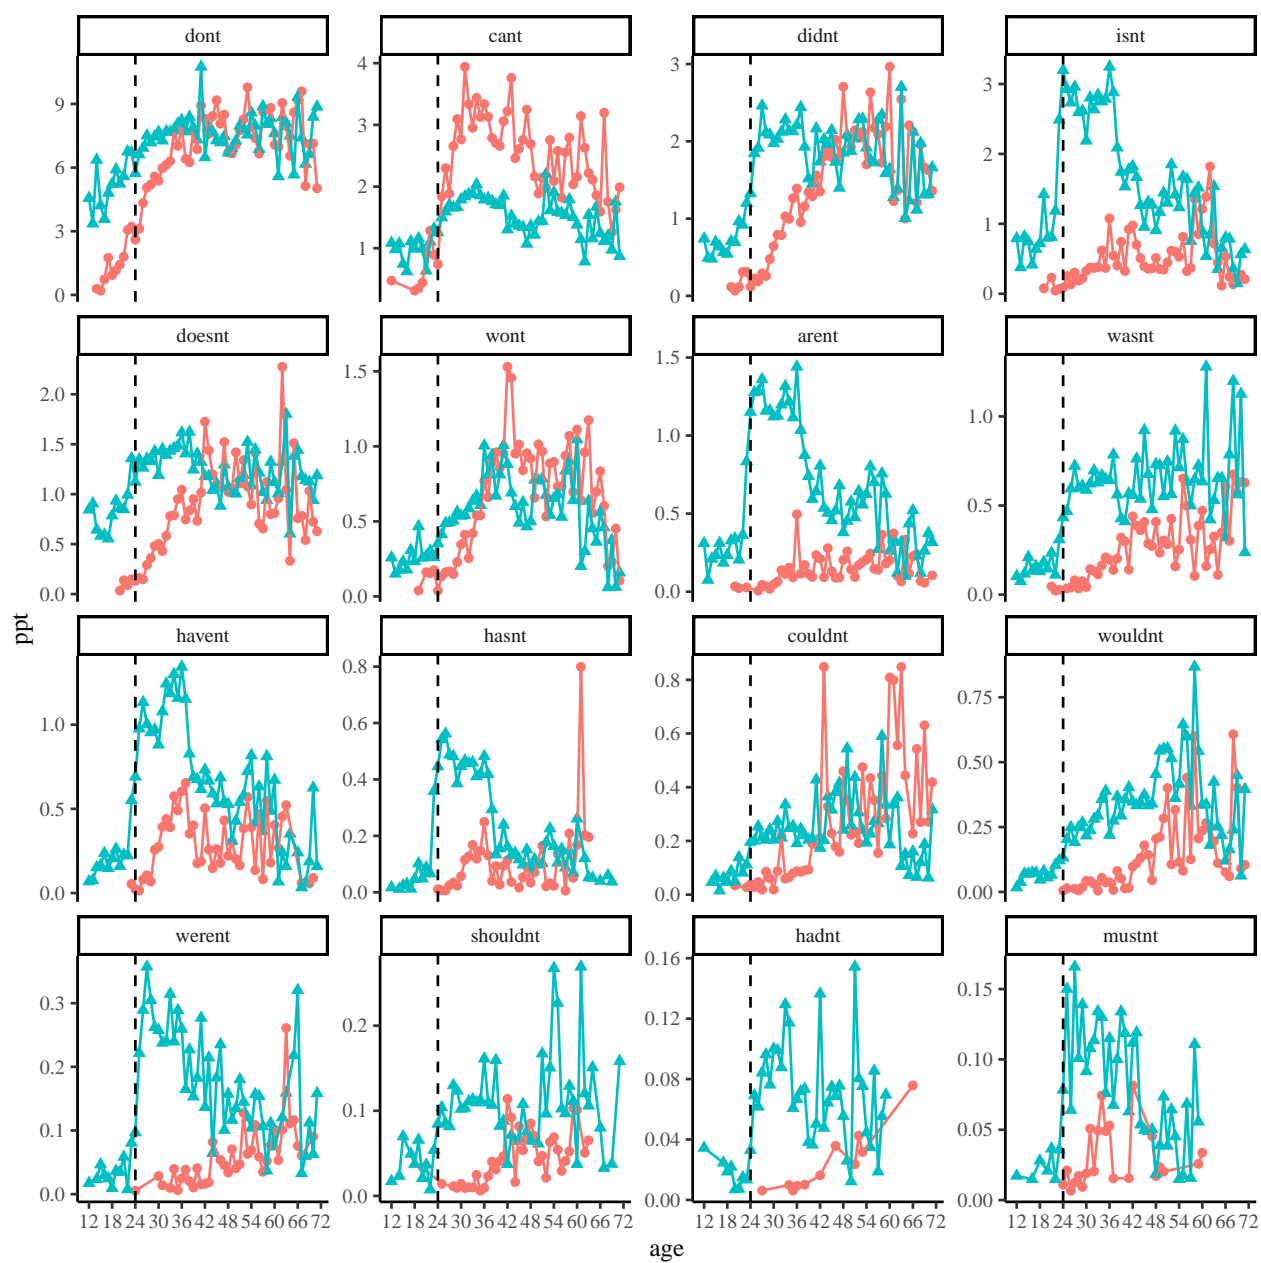 dont cant didnt isnt
9 4 3 3
6 3 2 2
3 2 1 1
0 1 0 0
doesnt wont arent wasnt
2.0 1.5 1.5 1.0
1.5 1.0 1.0 0.5
1.0 0.5 0.5 0.0
0.5 0.0 0.0
0.0
ppt
havent hasnt couldnt wouldnt
1.0 0.8 0.8 0.75
0.5 0.6 0.6 0.50
0.0 0.4 0.4 0.25
0.2 0.2 0.00
0.0 0.0
werent shouldnt hadnt mustnt
0.3 0.2 0.16 0.15
0.2 0.1 0.12 0.10
0.1 0.0 0.08 0.05
0.0 0.04 0.00
0.00
12 18 24 30 36 42 48 54 60 66 72 12 18 24 30 36 42 48 54 60 66 72 12 18 24 30 36 42 48 54 60 66 72 12 18 24 30 36 42 48 54 60 66 72
age